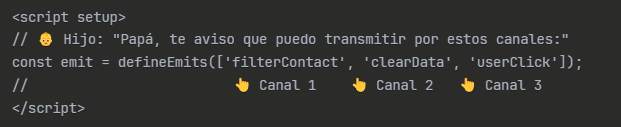 <script setup>
// 👶 Hijo: "Papá, te aviso que puedo transmitir por estos canales:"
const emit = defineEmits(['filterContact', 'clearData', 'userClick']);
//                         👆 Canal 1    👆 Canal 2   👆 Canal 3
</script>